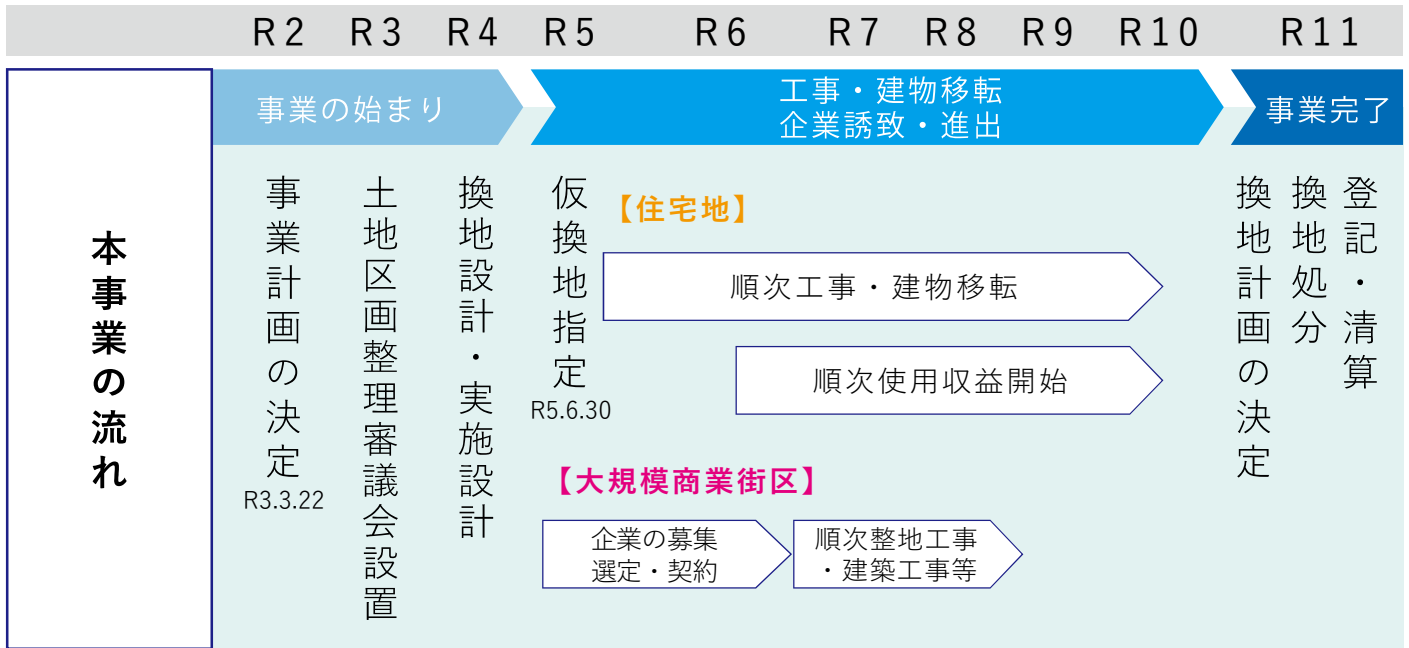 R2 R3 R4 R5 R6 R7 R8 R9 R10 R11
本事業の流れ
事業の始まり
工事・建物移転
企業誘致・進出
事業完了
事業計画の決定
R3.3.22
土地区画整理審議会設置
換地設計・実施設計
仮換地指定
R5.6.30
【住宅地】
順次工事・建物移転
順次使用収益開始
【大規模商業街区】
企業の募集
選定・契約
順次整地工事
・建築工事等
換地計画の決定
換地処分
登記・清算